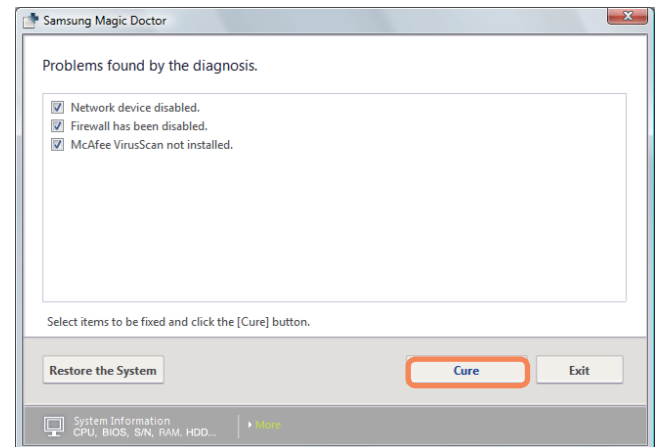 Samsung Magic Doctor
Problems found by the diagnosis.
Network device disabled.
Firewall has been disabled.
McAfee VirusScan not installed.
Select items to be fixed and click the [Cure] button.
Restore the System
Cure
Exit
System Information
CPU, BIOS, S/N, RAM, HDD...
More